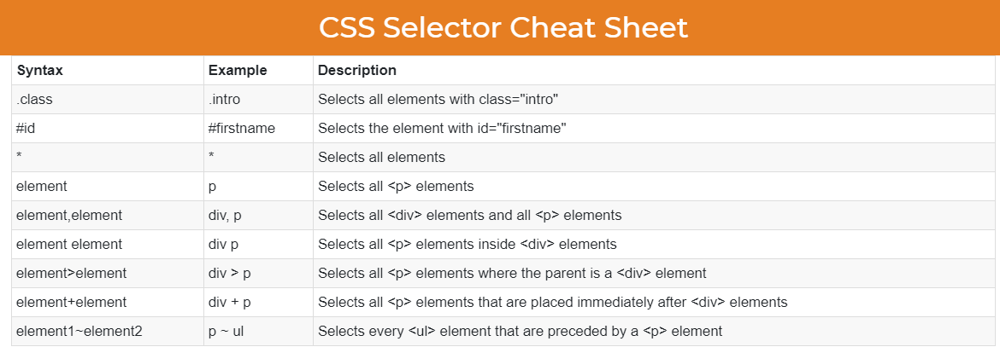 CSS Selector Cheat Sheet
Syntax Example Description
.class .intro Selects all elements with class="intro"
#id #firstname Selects the element with id="firstname"
* * Selects all elements
element p Selects all <p> elements
element,element div, p Selects all <div> elements and all <p> elements
element element div p Selects all <p> elements inside <div> elements
element>element div > p Selects all <p> elements where the parent is a <div> element
element+element div + p Selects all <p> elements that are placed immediately after <div> elements
element1~element2 p ~ ul Selects every <ul> element that are preceded by a <p> element